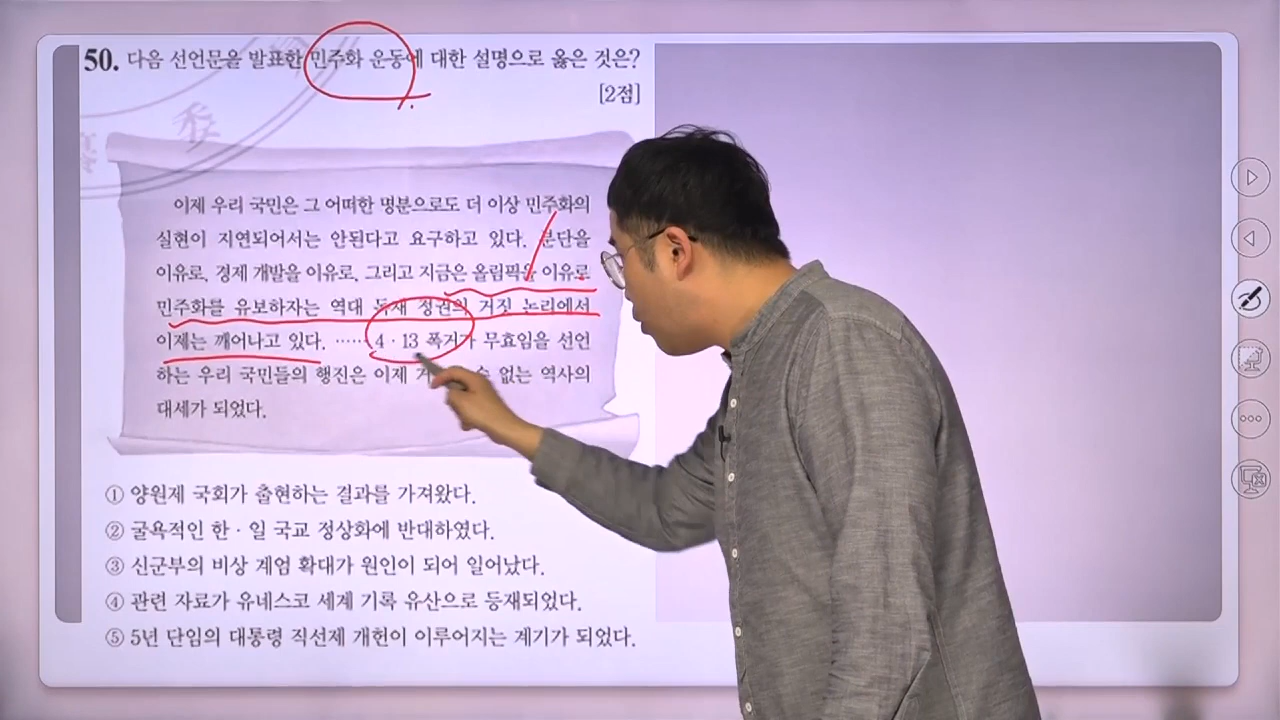 50. 다음 선언문을 발표한 민주화 운동에 대한 설명으로 옳은 것은?
[2점]
이제 우리 국민은 그 어떠한 명분으로도 더 이상 민주화의
실현이 지연되어서는 안된다고 요구하고 있다. 분단을
이유로, 경제 개발을 이유로, 그리고 지금은 올림픽을 이유로
민주화를 유보하자는 역대 독재 정권의 거짓 논리에서
이제는 깨어나고 있다. …… 4 · 13 폭거가 무효임을 선언
하는 우리 국민들의 행진은 이제 없는 역사의
대세가 되었다.
① 양원제 국회가 출현하는 결과를 가져왔다.
② 굴욕적인 한 · 일 국교 정상화에 반대하였다.
③ 신군부의 비상 계엄 확대가 원인이 되어 일어났다.
④ 관련 자료가 유네스코 세계 기록 유산으로 등재되었다.
⑤ 5년 단임의 대통령 직선제 개헌이 이루어지는 계기가 되었다.